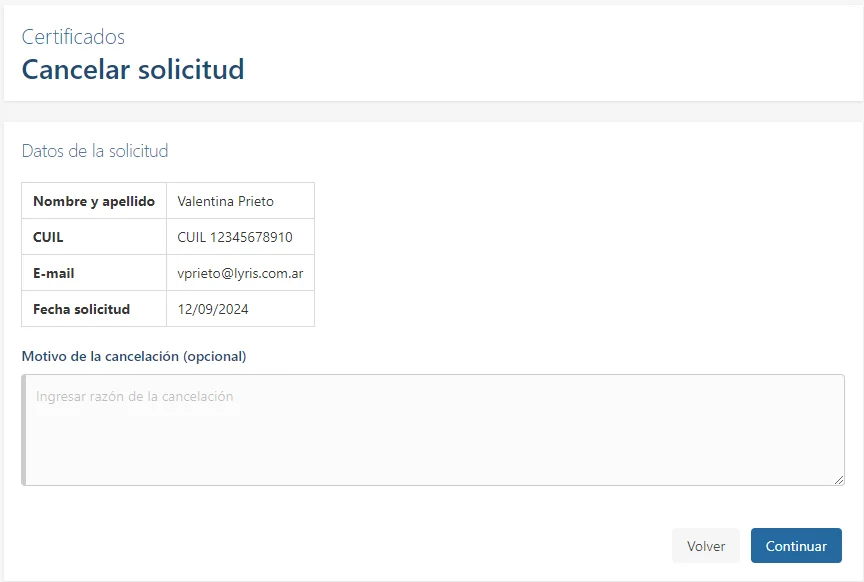 Certificados
Cancelar solicitud
Datos de la solicitud
Nombre y apellido Valentina Prieto
CUIL CUIL 12345678910
E-mail vprieto@lyris.com.ar
Fecha solicitud 12/09/2024
Motivo de la cancelación (opcional)
Ingresar razón de la cancelación
Volver Continuar